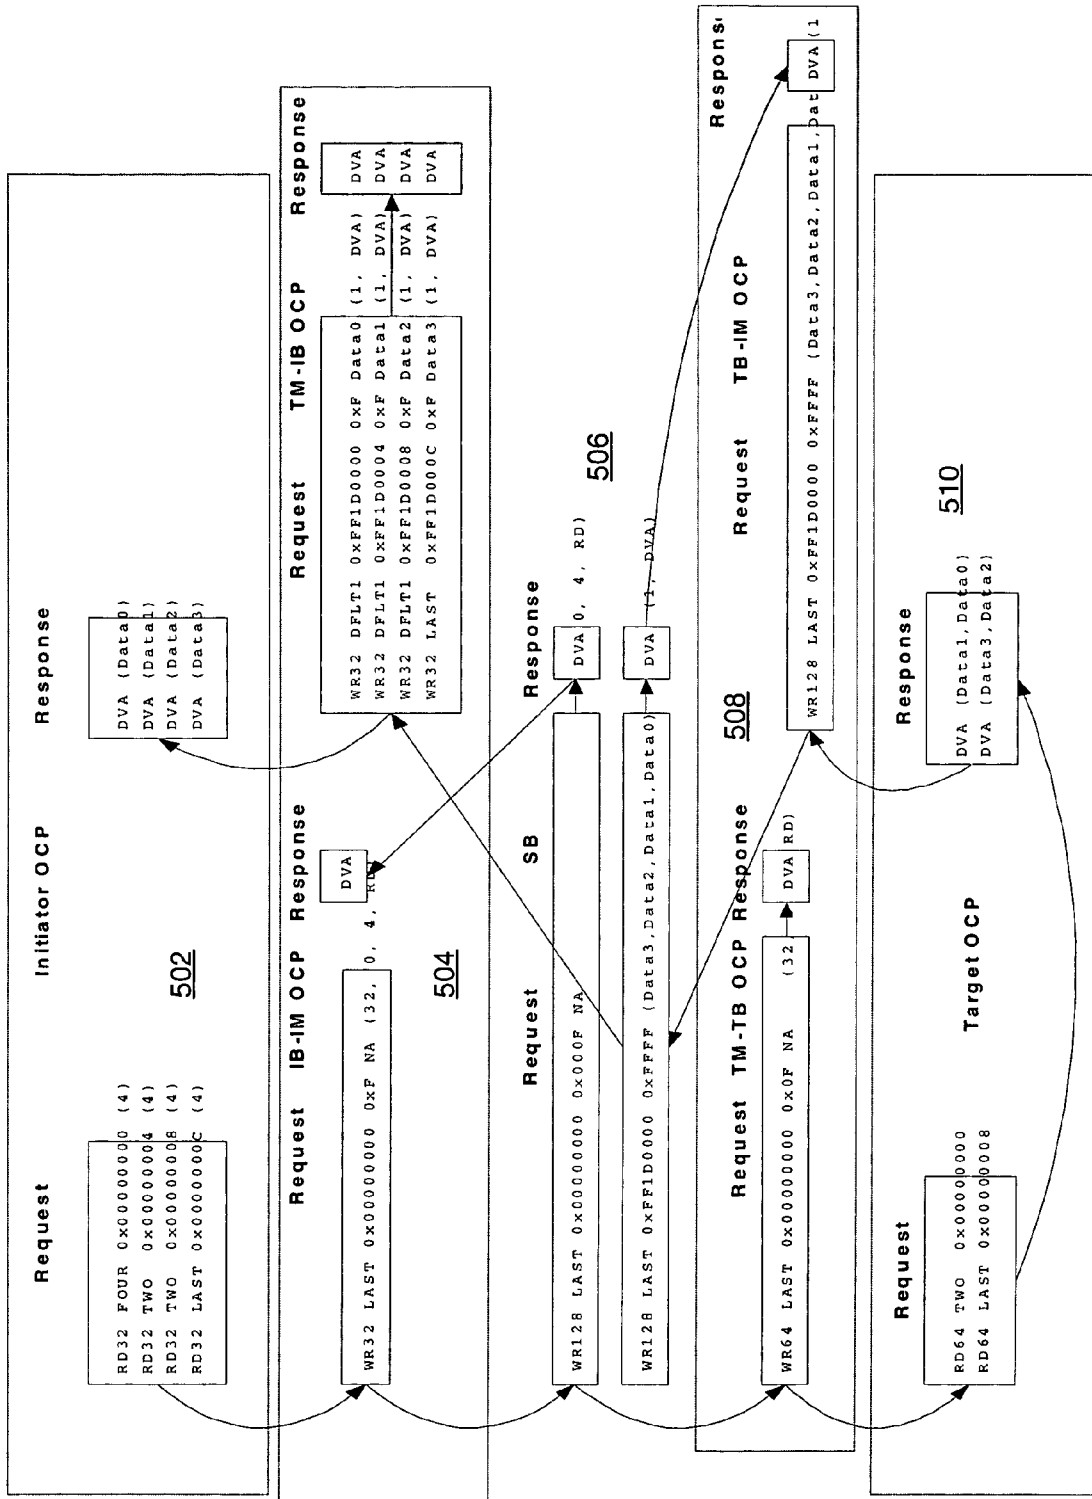 Initiator OCP
Request
Response
RD32 FOUR 0x00000000 (4)
RD32 TWO 0x00000004 (4)
RD32 TWO 0x00000008 (4)
RD32 LAST 0x0000000C (4)
DVA (Data0)
DVA (Data1)
DVA (Data2)
DVA (Data3)
502
Request IB-IM OCP Response
WR32 LAST 0x00000000 0xF NA (32, 0, 4, RD)
DVA
504
Request TM-IB OCP Response
WR32 DFLT1 0xFF1D0000 0xF Data0 (1, DVA) DVA
WR32 DFLT1 0xFF1D0004 0xF Data1 (1, DVA) DVA
WR32 DFLT1 0xFF1D0008 0xF Data2 (1, DVA) DVA
WR32 LAST 0xFF1D000C 0xF Data3 (1, DVA) DVA
Request SB Response
506
WR128 LAST 0x00000000 0x000F NA DVA 0, 4, RD)
WR128 LAST 0xFF1D0000 0xFFFF (Data3,Data2,Data1,Data0) DVA (1, DVA)
508
Request TM-TB OCP Response
WR64 LAST 0x00000000 0x0F NA (32, DVA RD)
Request TB-IM OCP Respons
WR128 LAST 0xFF1D0000 0xFFFF (Data3,Data2,Data1,Dat DVA (1
Target OCP
Request
Response
510
RD64 TWO 0x00000000
RD64 LAST 0x00000008
DVA (Data1,Data0)
DVA (Data3,Data2)